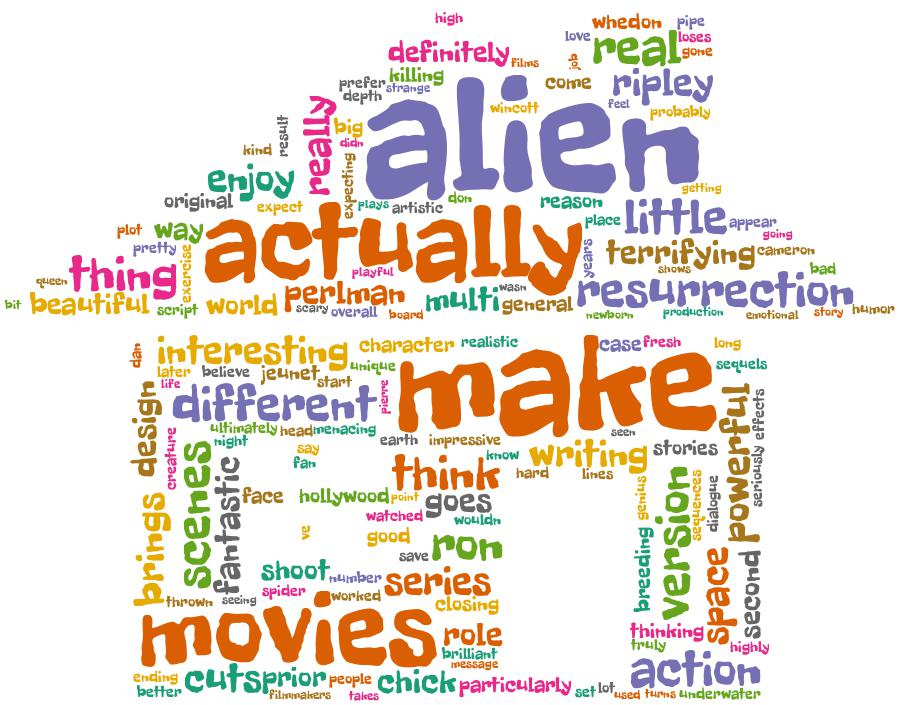 high
whedon pipe
love real loses
definitely
gone
films
job
killing
prefer
strange
depth
come
ripley
alien
wincott
feel
probably
really
big
didn
result
kind
expecting
enjoy
getting
original
expect
plays
artistic
don
reason
actually
place
little
appear
going
plot way
pretty
years
terrifying
cameron
shows
bad
thing
exercise
playful
queen
bit beautiful script world
perlman
scary overall
board
multi
wasn
general
resurrection
newborn
production
emotional
story humor
dan
interesting
character realistic
make
case fresh
long
sequels
later believe jeunet
start
unique
life
different
pierre
design
ultimately head menacing
night
creature
scenes
say
fan
earth impressive
know
seen
writing
stories
hard
lines
think
powerful
effects
seriously
brings
fantastic
face
hollywood point
goes
watched
wouldn
genius
version
sequences
dialogue
ve
good
ron
save
breeding
space
second
shoot
number
series
spider
worked
closing
thrown seeing
movies
role
brilliant
message
thinking
truly
highly
action
ending
better
cuts prior
people
filmmakers
takes
chick particularly
set lot
used turns underwater